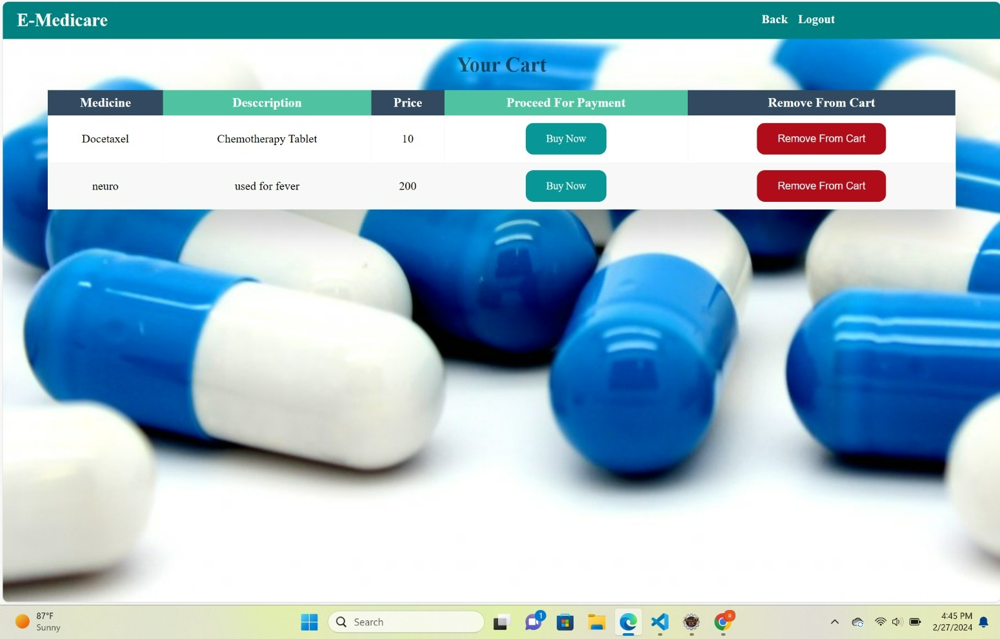 E-Medicare Back Logout
Your Cart
Medicine Desccription Price Proceed For Payment Remove From Cart
Docetaxel Chemotherapy Tablet 10 Buy Now Remove From Cart
neuro used for fever 200 Buy Now Remove From Cart
87°F
Sunny
Search
1
a
4:45 PM
2/27/2024